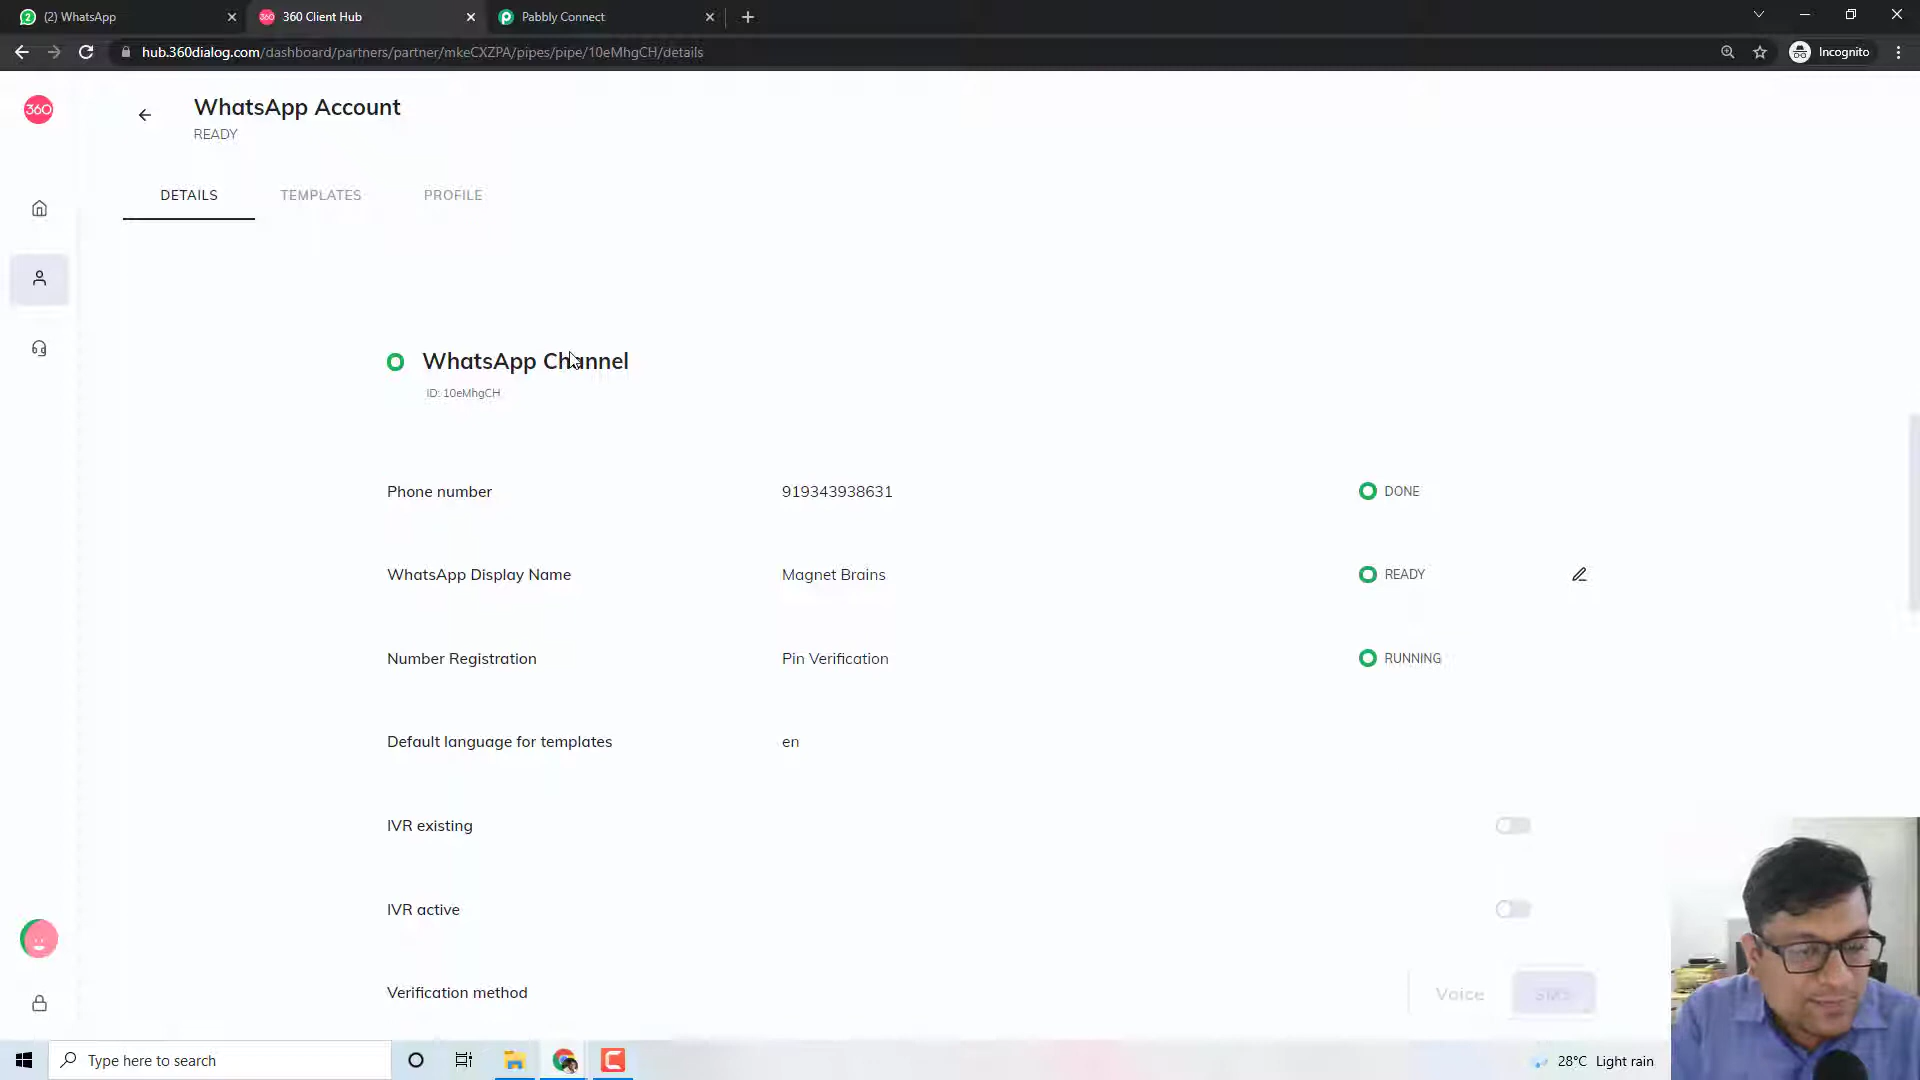 (2) WhatsApp
360 Client Hub
Pabbly Connect
hub.360dialog.com/dashboard/partners/partner/mkeCXZPA/pipes/pipe/10eMhgCH/details
Incognito
360
WhatsApp Account
READY
DETAILS
TEMPLATES
PROFILE
WhatsApp Channel
ID: 10eMhgCH
Phone number
919343938631
DONE
WhatsApp Display Name
Magnet Brains
READY
Number Registration
Pin Verification
RUNNING
Default language for templates
en
IVR existing
IVR active
Verification method
Voice
SMS
Type here to search
28°C Light rain